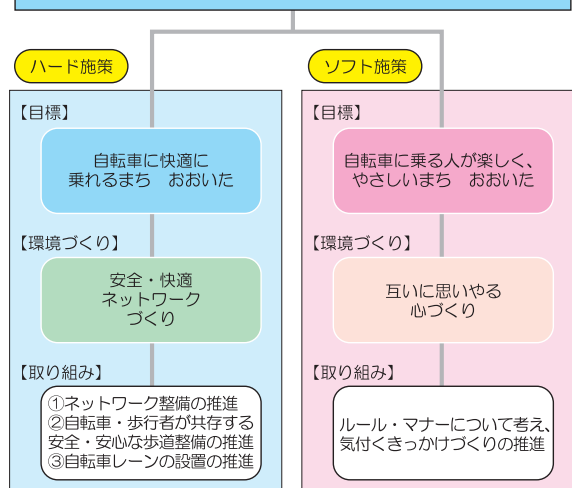 ハード施策
【目標】
自転車に快適に
乗れるまち　おおいた
【環境づくり】
安全・快適
ネットワーク
づくり
【取り組み】
①ネットワーク整備の推進
②自転車・歩行者が共存する
安全・安心な歩道整備の推進
③自転車レーンの設置の推進
ソフト施策
【目標】
自転車に乗る人が楽しく、
やさしいまち　おおいた
【環境づくり】
互いに思いやる
心づくり
【取り組み】
ルール・マナーについて考え、
気付くきっかけづくりの推進